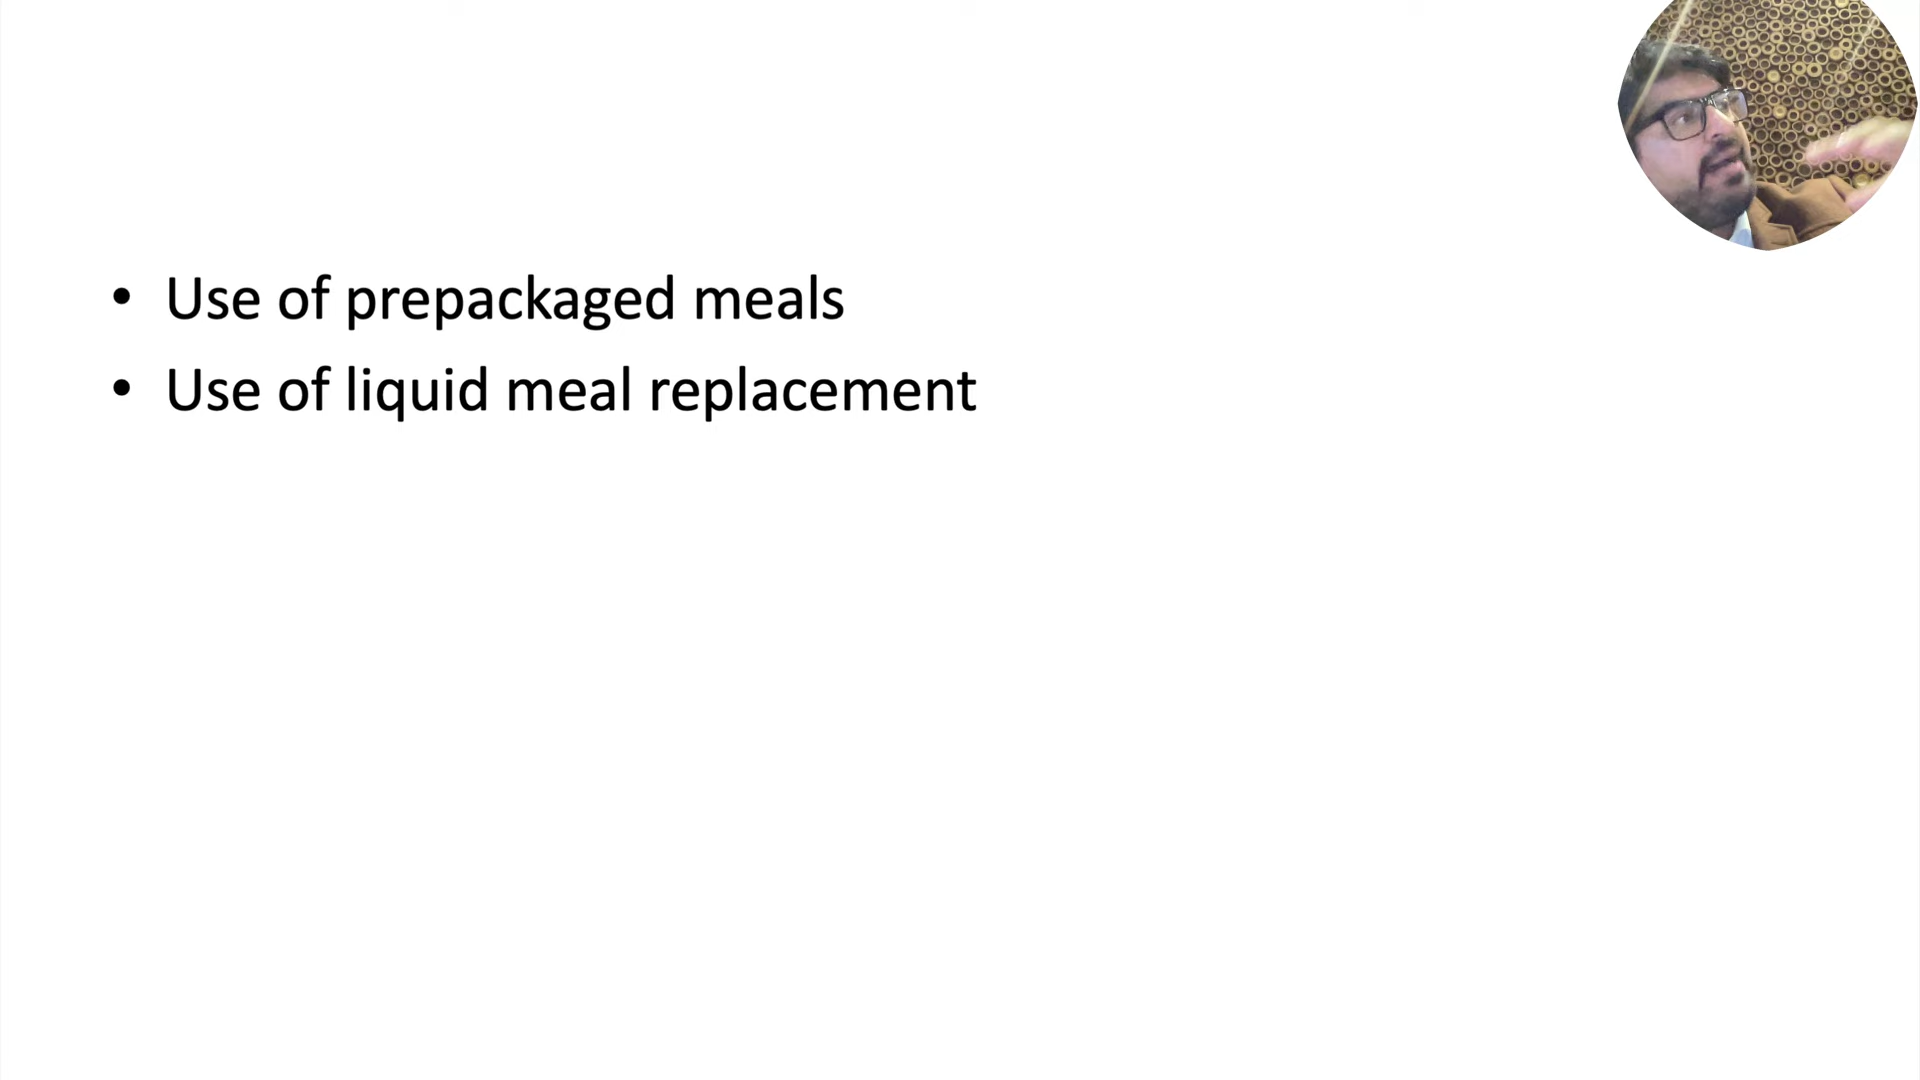 • Use of prepackaged meals
• Use of liquid meal replacement